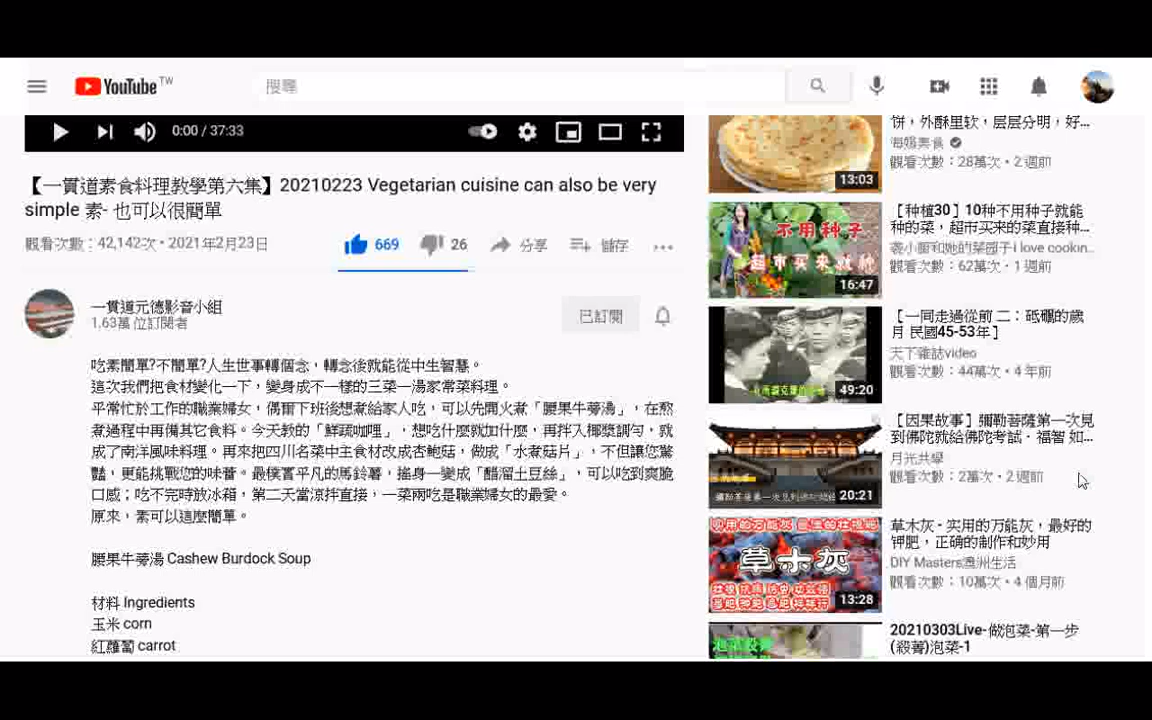 YouTube TW
搜尋
0:00 / 37:33
【一貫道素食料理教學第六集】20210223 Vegetarian cuisine can also be very
simple 素- 也可以很簡單
觀看次數：42,142次・2021年2月23日
669
26
分享
儲存
一貫道元德影音小組
1.63萬 位訂閱者
已訂閱
吃素簡單?不簡單?人生世事轉個念，轉念後就能從中生智慧。
這次我們把食材變化一下，變身成不一樣的三菜一湯家常菜料理。
平常忙於工作的職業婦女，偶爾下班後想煮給家人吃，可以先開火煮「腰果牛蒡湯」，在熬
煮過程中再備其它食料。今天教的「鮮蔬咖哩」，想吃什麼就加什麼，再拌入椰漿調勻，就
成了南洋風味料理。再來把四川名菜中主食材改成杏鮑菇，做成「水煮菇片」，不但讓您驚
豔，更能挑戰您的味蕾。最樸實平凡的馬鈴薯，搖身一變成「醋溜土豆絲」，可以吃到爽脆
口感；吃不完時放冰箱，第二天當涼拌直接，一菜兩吃是職業婦女的最愛。
原來，素可以這麼簡單。
腰果牛蒡湯 Cashew Burdock Soup
材料 Ingredients
玉米 corn
紅蘿蔔 carrot
饼，外酥里软，层层分明，好...
海媽素食
觀看次數：28萬次・2 週前
13:03
【种植30】10种不用种子就能
种的菜，超市买来的菜直接种...
裘小厨和她的菜园子-I love cookin...
觀看次數：62萬次・1 週前
不用种子
超市买来就种
16:47
【一同走過從前 二：砥礪的歲
月 民國45-53年】
天下雜誌video
觀看次數：44萬次・4 年前
49:20
【因果故事】彌勒菩薩第一次見
到佛陀就給佛陀考試・福智 如...
月光共學
觀看次數：2萬次・2 週前
20:21
草木灰 - 实用的万能灰，最好的
钾肥，正确的制作和妙用
DIY Masters澳洲生活
觀看次數：10萬次・4 個月前
草木灰
13:28
20210303Live-做泡菜-第一步
(殺菁)泡菜-1